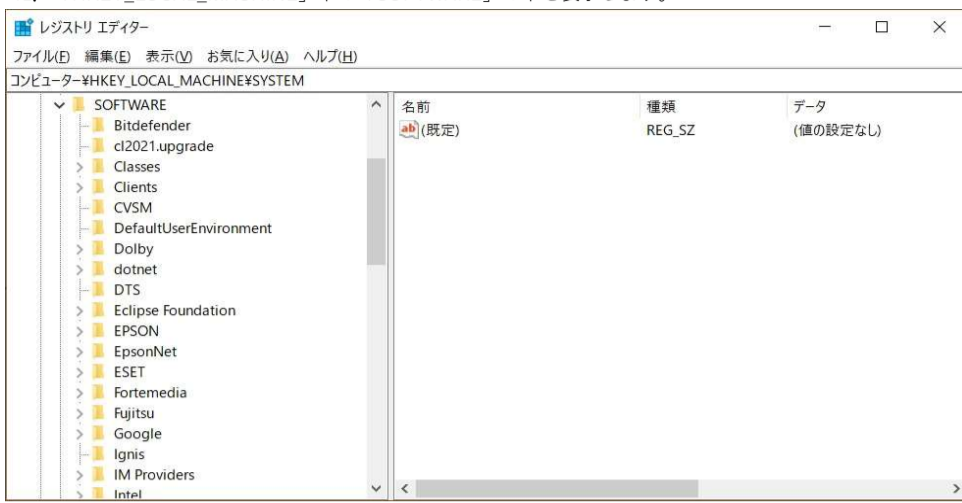 レジストリ エディター
ファイル(F) 編集(E) 表示(V) お気に入り(A) ヘルプ(H)
コンピューター¥HKEY_LOCAL_MACHINE¥SYSTEM
SOFTWARE
Bitdefender
cl2021.upgrade
Classes
Clients
CVSM
DefaultUserEnvironment
Dolby
dotnet
DTS
Eclipse Foundation
EPSON
EpsonNet
ESET
Fortemedia
Fujitsu
Google
Ignis
IM Providers
Intel
名前 種類 データ
ab (既定) REG_SZ (値の設定なし)